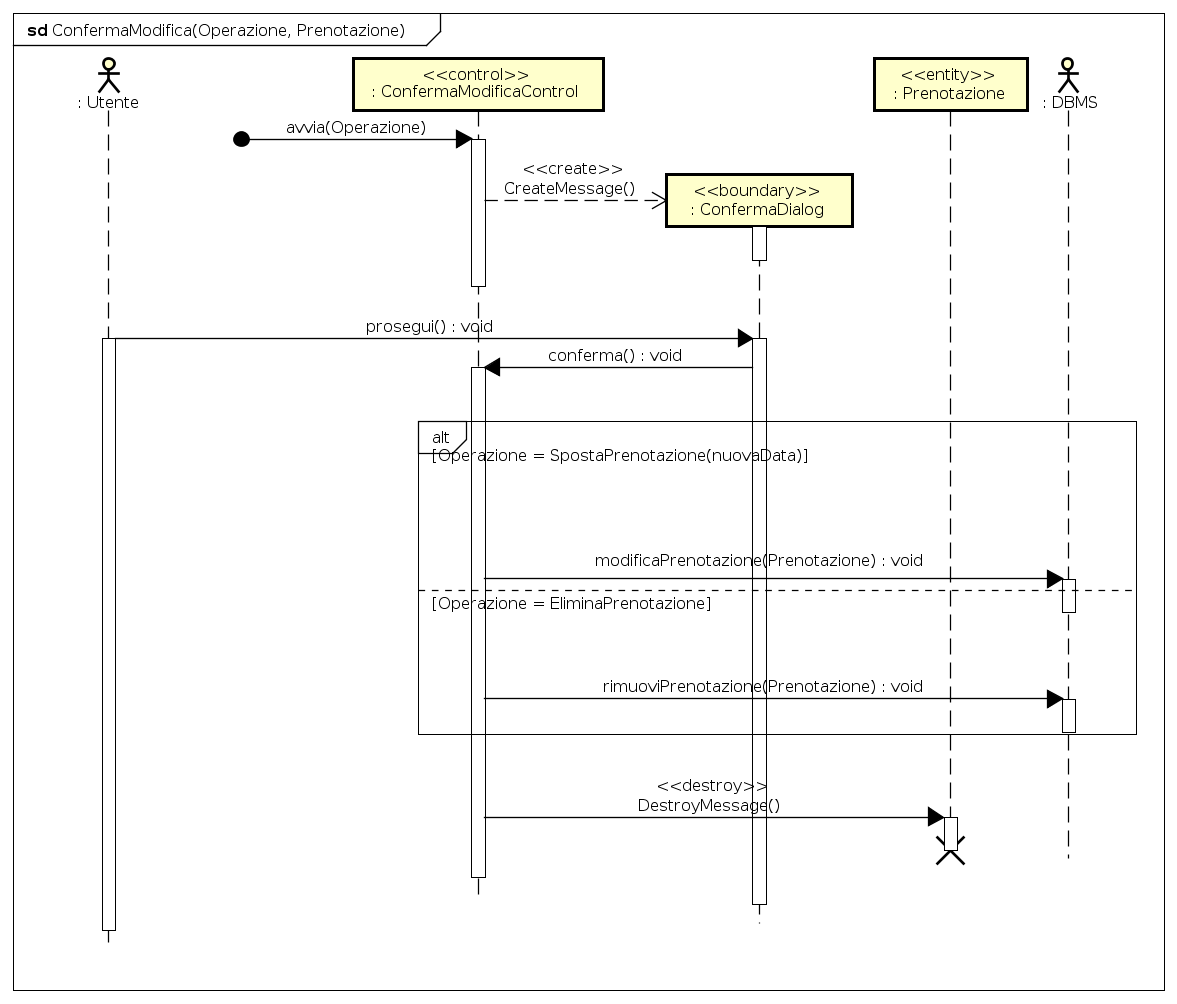 sd ConfermaModifica(Operazione, Prenotazione)
: Utente
<<control>>
: ConfermaModificaControl
<<entity>>
: Prenotazione
: DBMS
avvia(Operazione)
<<create>>
CreateMessage()
<<boundary>>
: ConfermaDialog
prosegui() : void
conferma() : void
alt
[Operazione = SpostaPrenotazione(nuovaData)]
modificaPrenotazione(Prenotazione) : void
[Operazione = EliminaPrenotazione]
rimuoviPrenotazione(Prenotazione) : void
<<destroy>>
DestroyMessage()